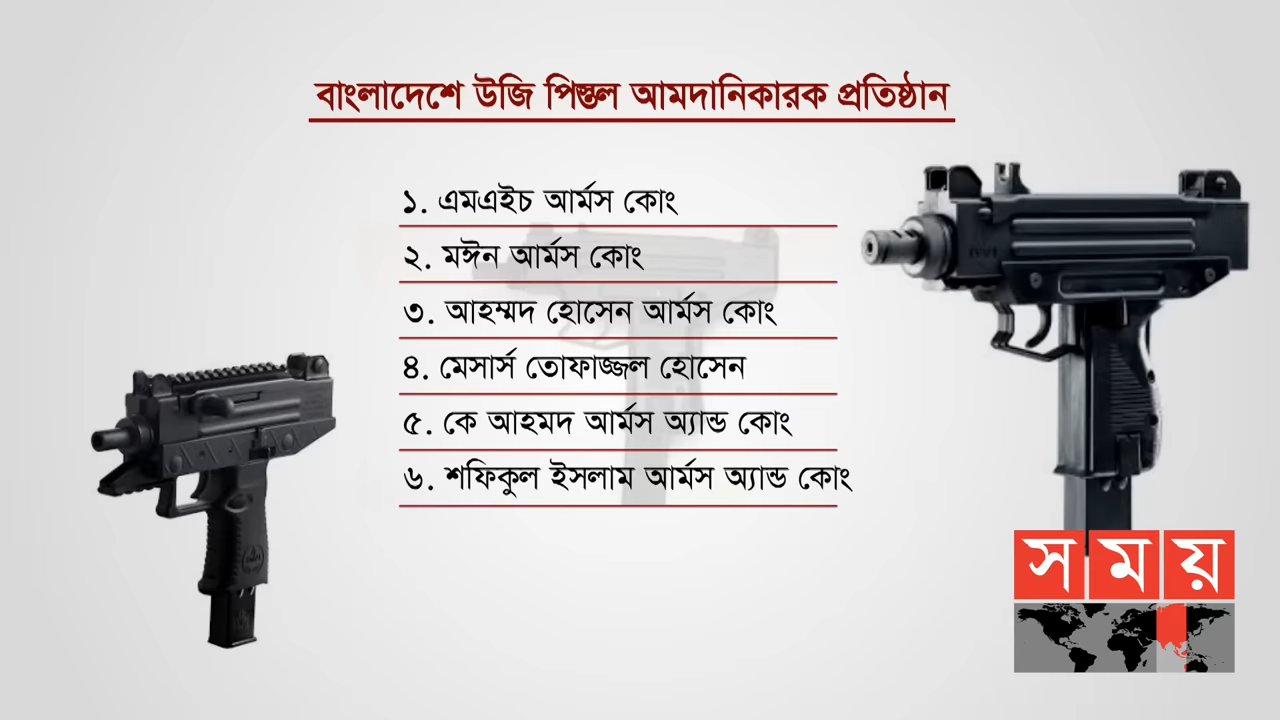 বাংলাদেশে উজি পিস্তল আমদানিকারক প্রতিষ্ঠান
১. এমএইচ আর্মস কোং
২. মঈন আর্মস কোং
৩. আহম্মদ হোসেন আর্মস কোং
৪. মেসার্স তোফাজ্জল হোসেন
৫. কে আহমদ আর্মস অ্যান্ড কোং
৬. শফিকুল ইসলাম আর্মস অ্যান্ড কোং
সময়